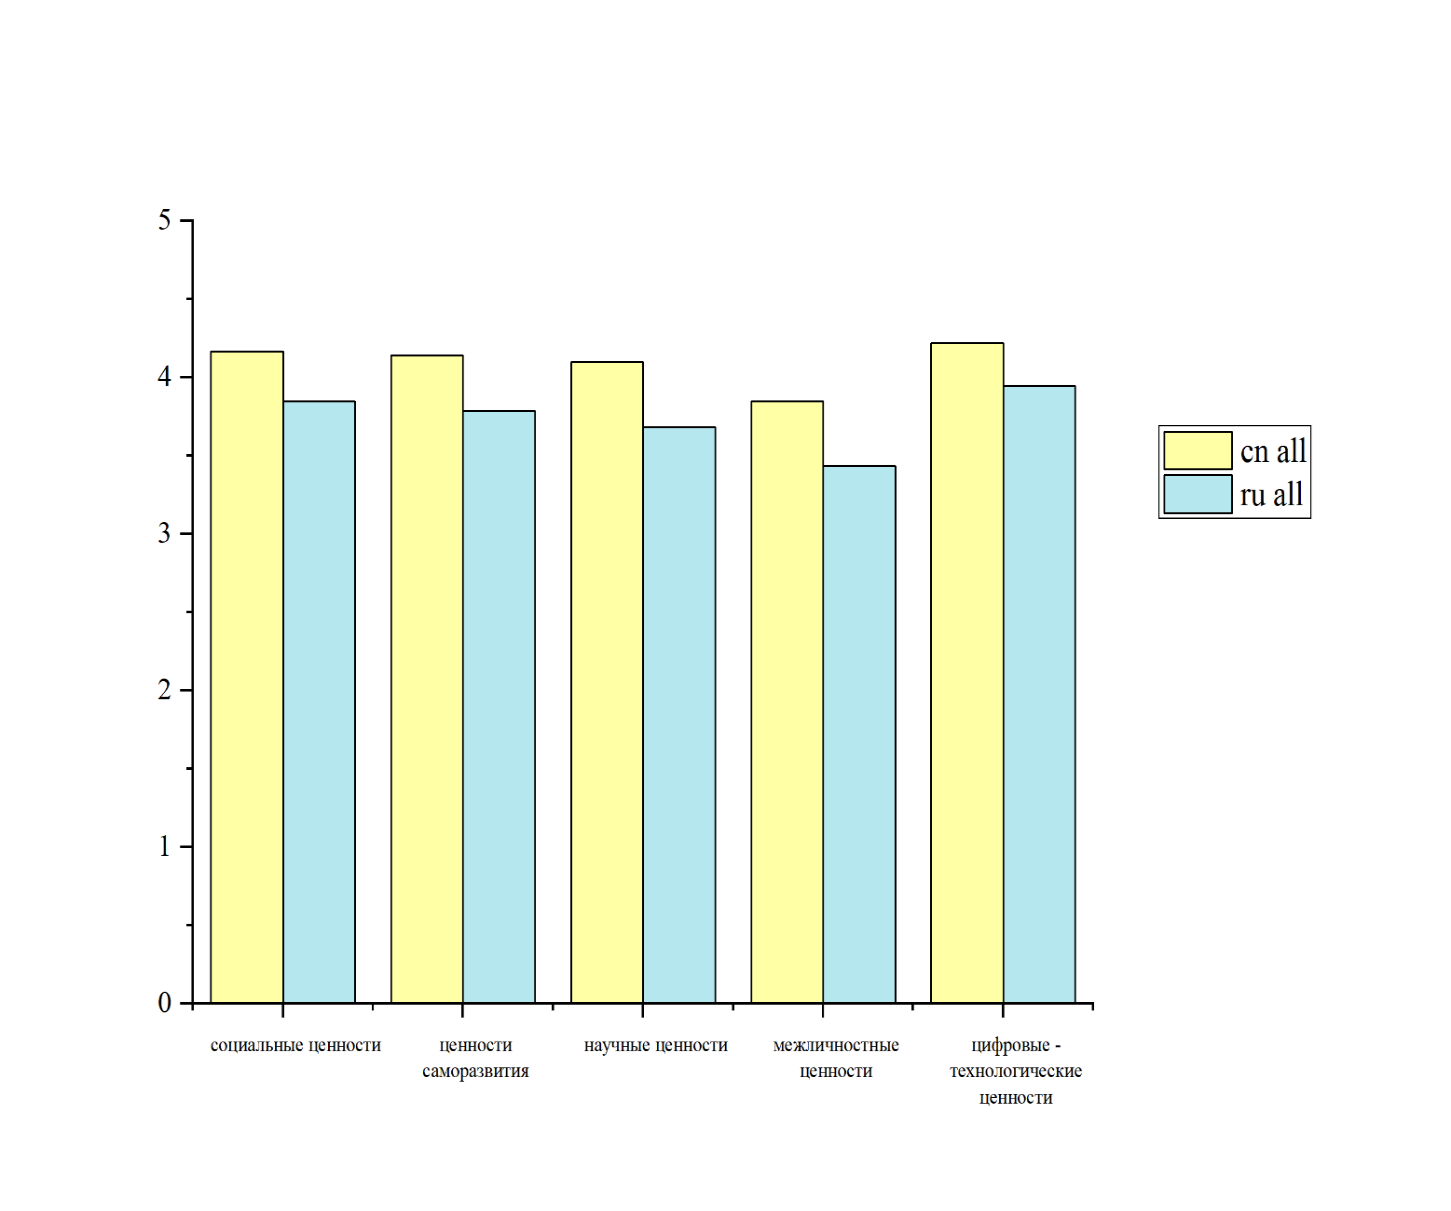 5
4
3
2
1
0
cn all
ru all
социальные ценности
ценности
саморазвития
научные ценности
межличностные
ценности
цифровые -
технологические
ценности